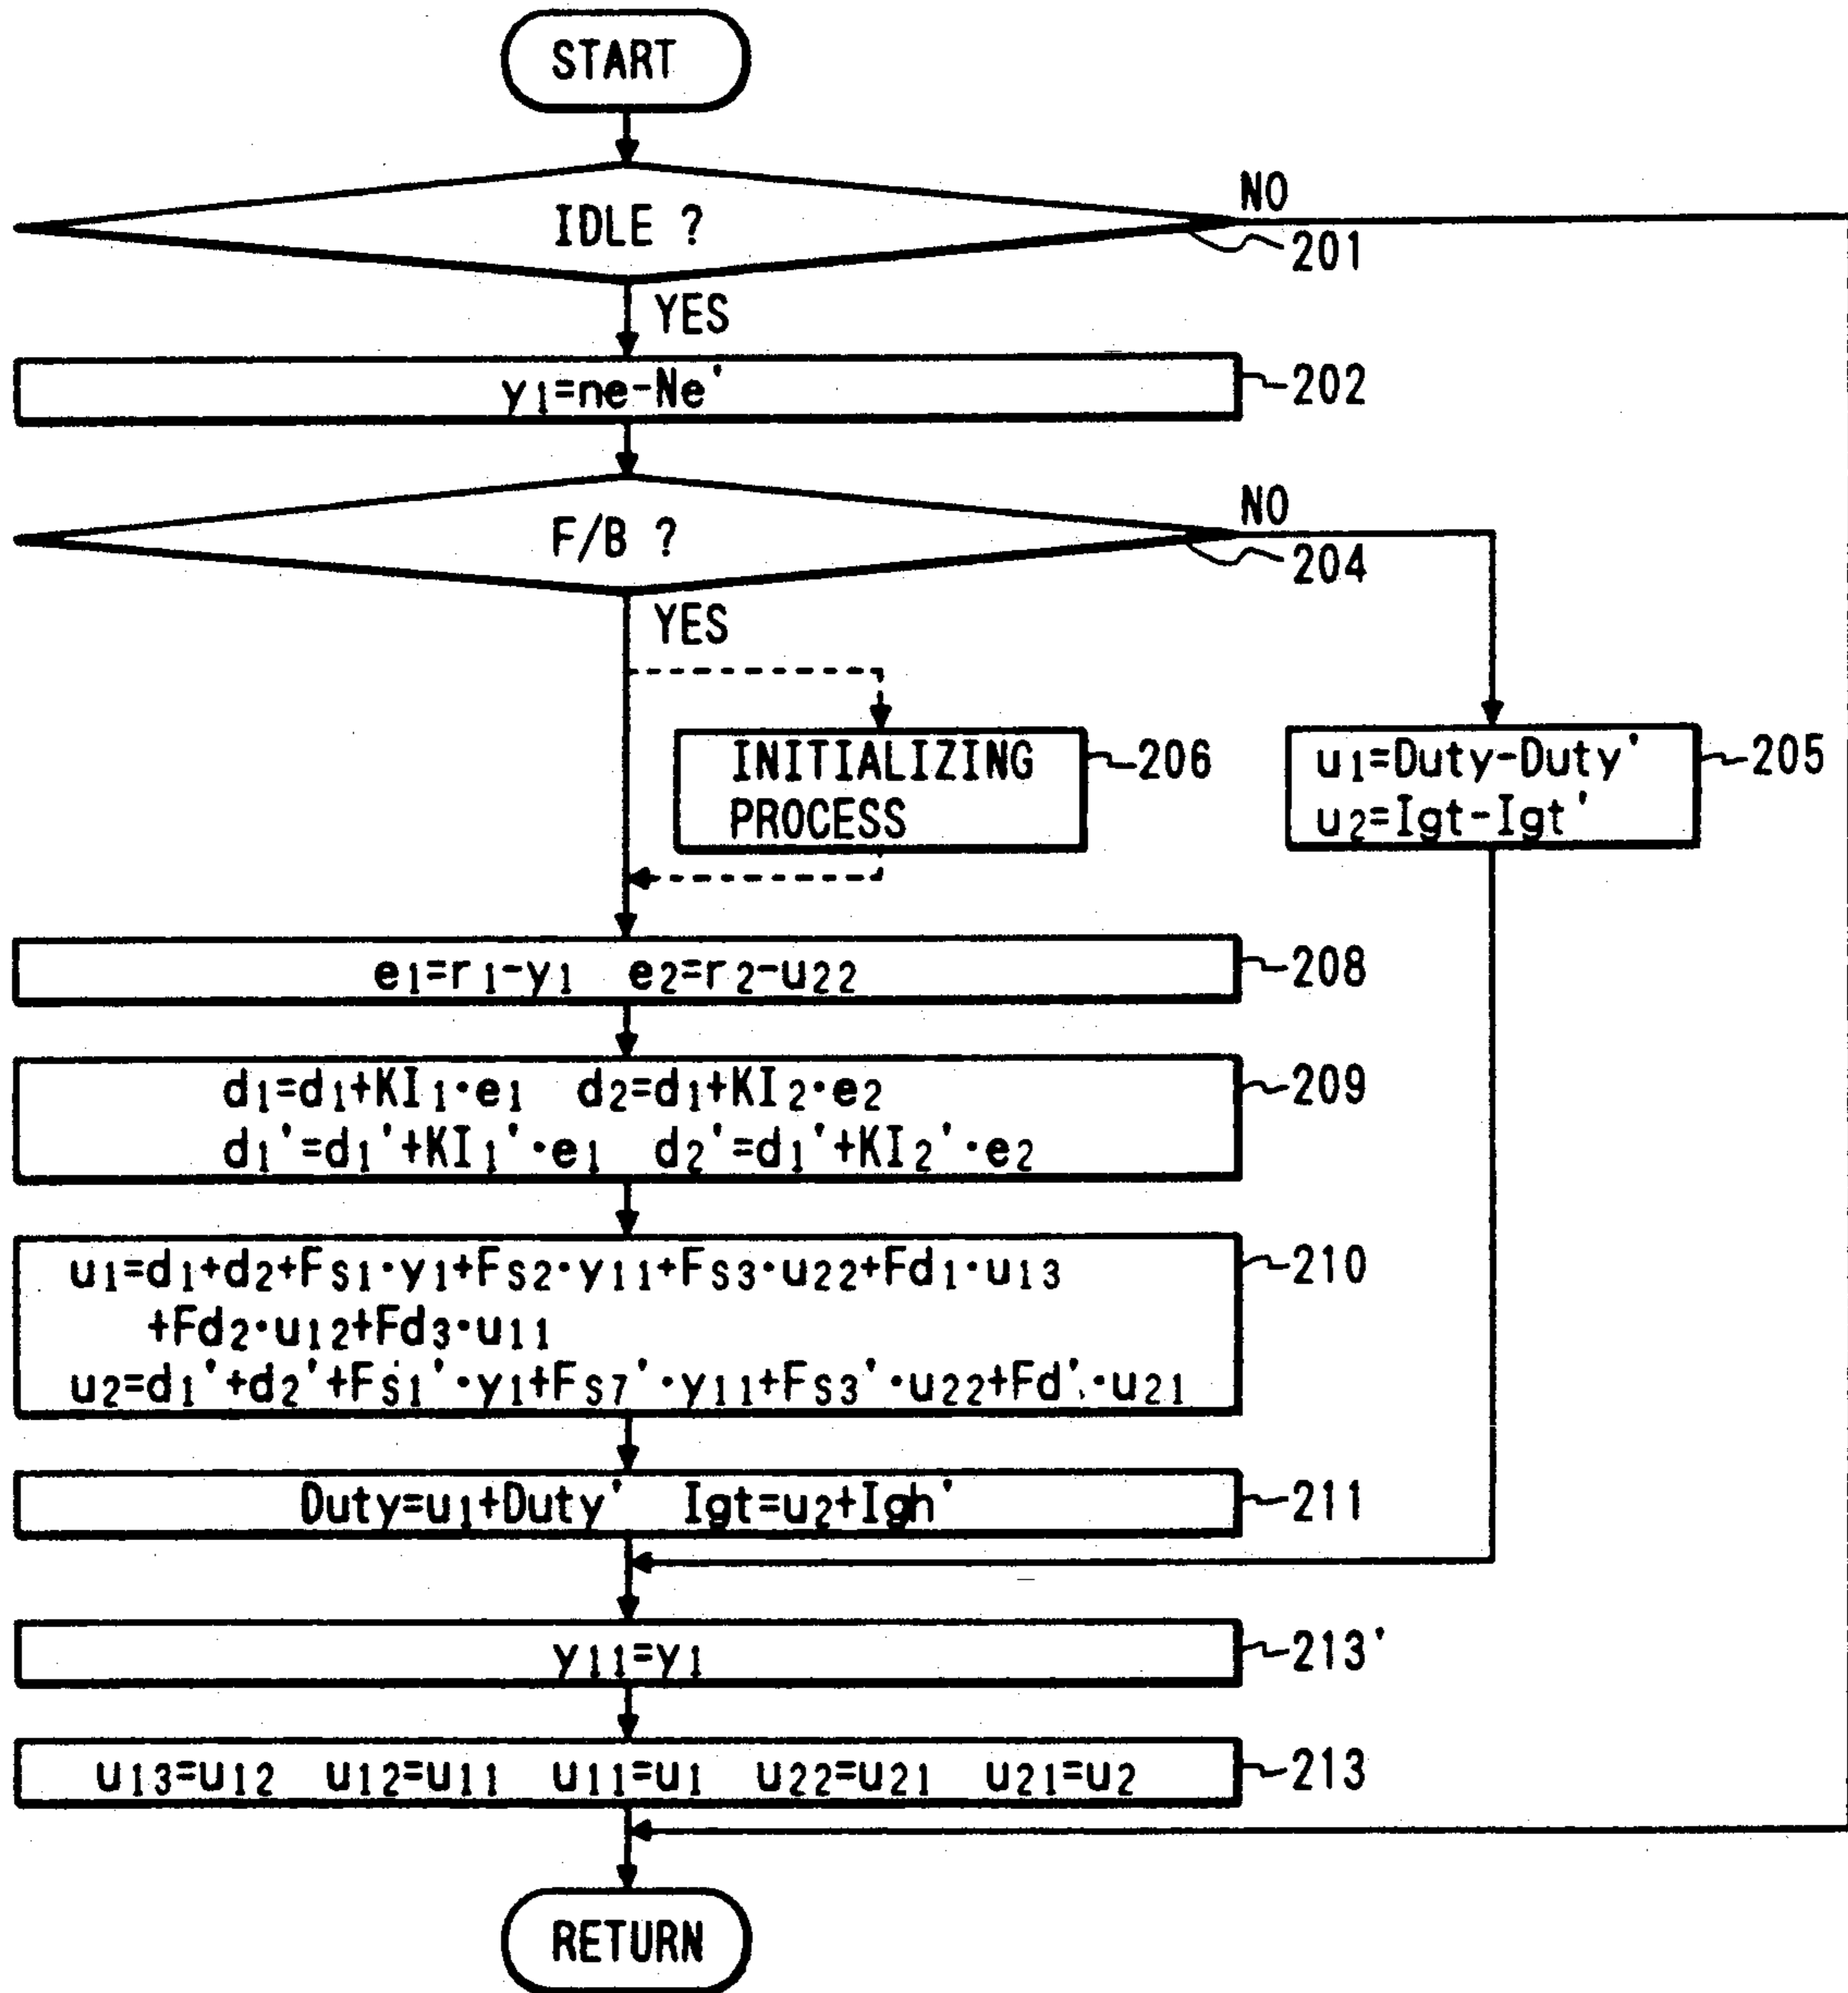 START
IDLE ?
NO
201
YES
y1=ne-Ne'
202
F/B ?
NO
204
YES
INITIALIZING
PROCESS
206
u1=Duty-Duty'
u2=Igt-Igt'
205
e1=r1-y1 e2=r2-u22
208
d1=d1+KI1·e1 d2=d1+KI2·e2
d1'=d1'+KI1'·e1 d2'=d1'+KI2'·e2
209
u1=d1+d2+Fs1·y1+Fs2·y11+Fs3·u22+Fd1·u13
+Fd2·u12+Fd3·u11
u2=d1'+d2'+Fs1'·y1+Fs7'·y11+Fs3'·u22+Fd'·u21
210
Duty=u1+Duty' Igt=u2+Igh'
211
y11=y1
213'
u13=u12 u12=u11 u11=u1 u22=u21 u21=u2
213
RETURN